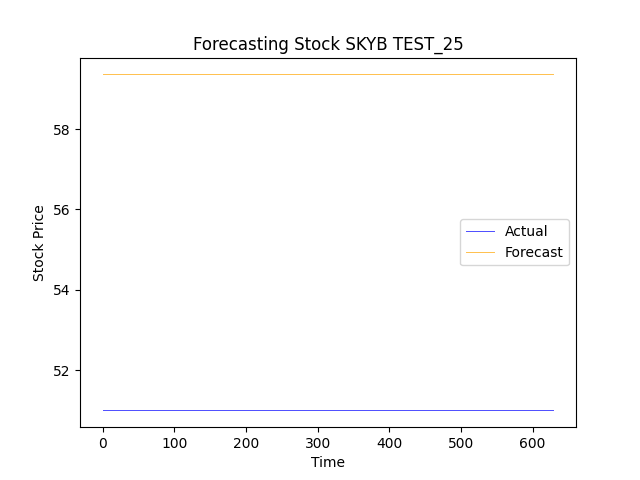 Forecasting Stock SKYB TEST_25
58
56
54
52
Stock Price
Actual
Forecast
0 100 200 300 400 500 600
Time